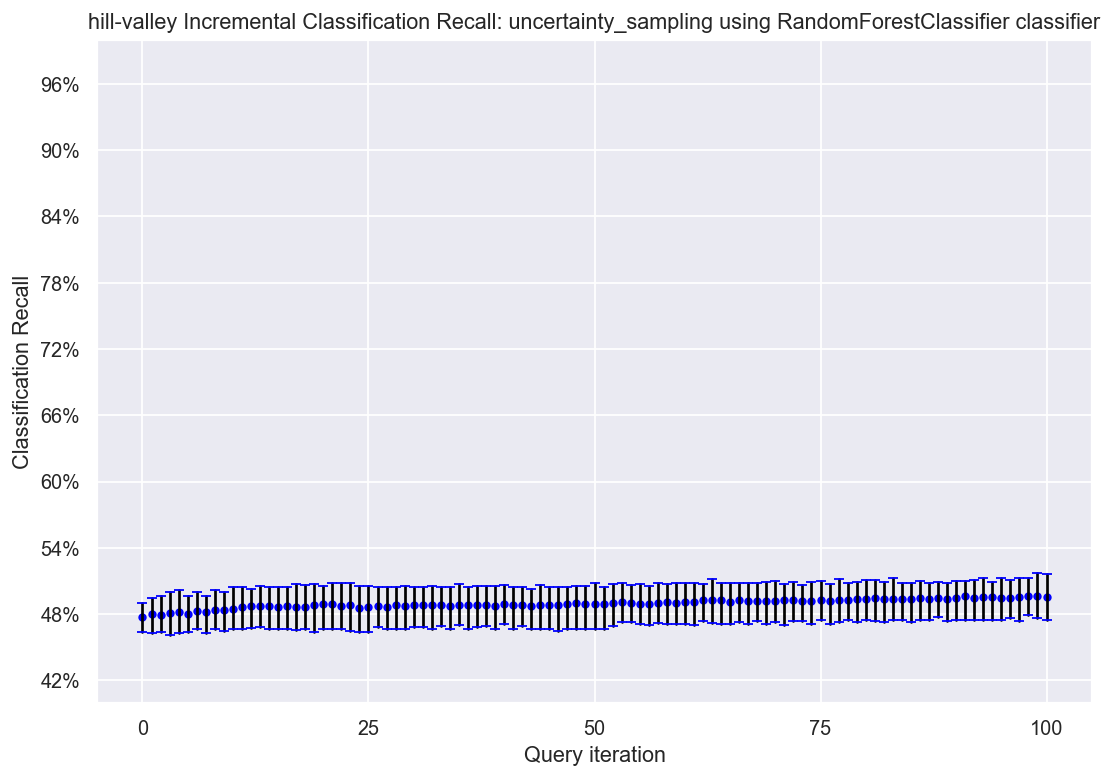 hill-valley Incremental Classification Recall: uncertainty_sampling using RandomForestClassifier classifier
96%
90%
84%
78%
72%
66%
60%
54%
48%
42%
Classification Recall
0 25 50 75 100
Query iteration